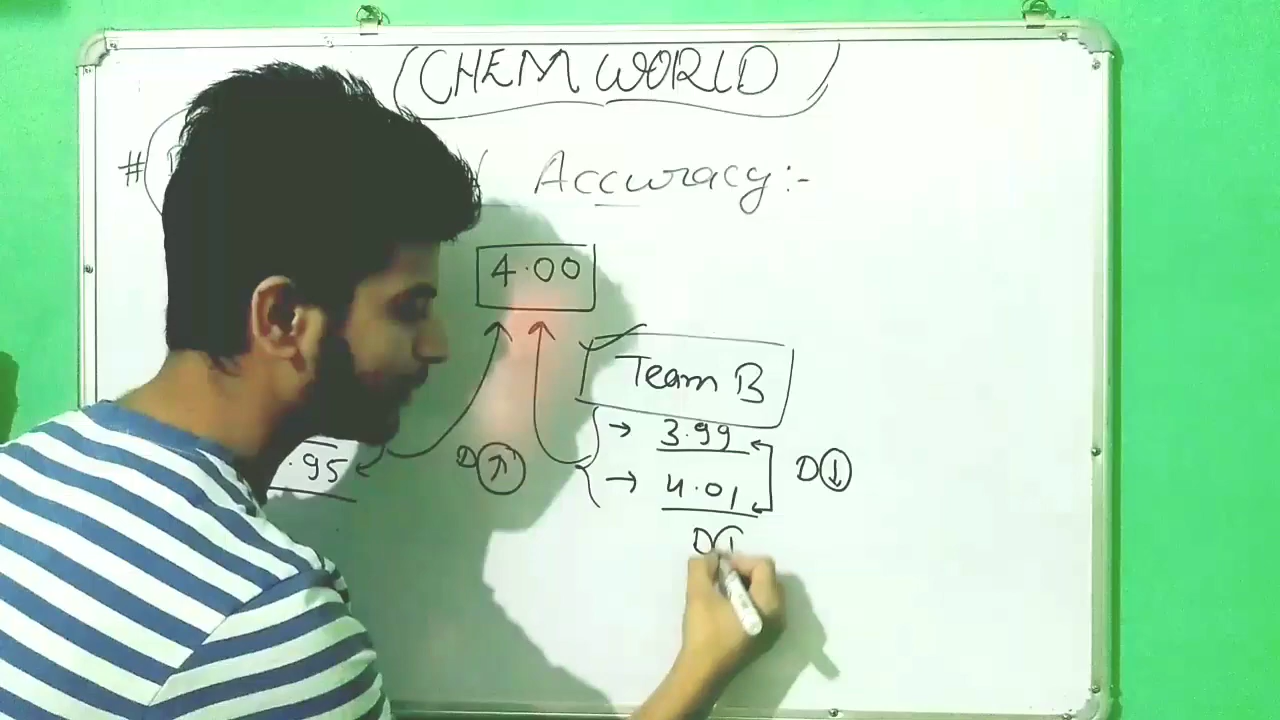 CHEM WORLD
# Accuracy:-
4.00
Team B
→ 3.99
.95 D↑ D↓
→ 4.01
D